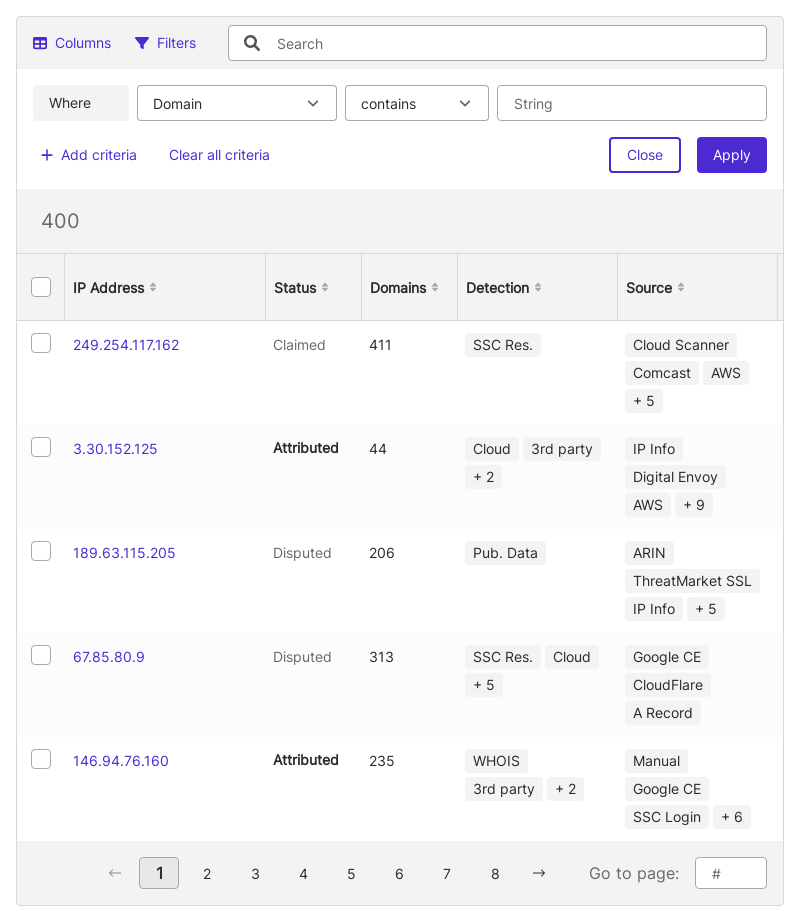 Columns Filters Search
Where Domain contains String
+ Add criteria Clear all criteria Close Apply
400
IP Address Status Domains Detection Source
249.254.117.162 Claimed 411 SSC Res. Cloud Scanner
Comcast AWS
+ 5
3.30.152.125 Attributed 44 Cloud 3rd party IP Info
+ 2 Digital Envoy
AWS + 9
189.63.115.205 Disputed 206 Pub. Data ARIN
ThreatMarket SSL
IP Info + 5
67.85.80.9 Disputed 313 SSC Res. Cloud Google CE
+ 5 CloudFlare
A Record
146.94.76.160 Attributed 235 WHOIS Manual
3rd party + 2 Google CE
SSC Login + 6
← 1 2 3 4 5 6 7 8 → Go to page: #